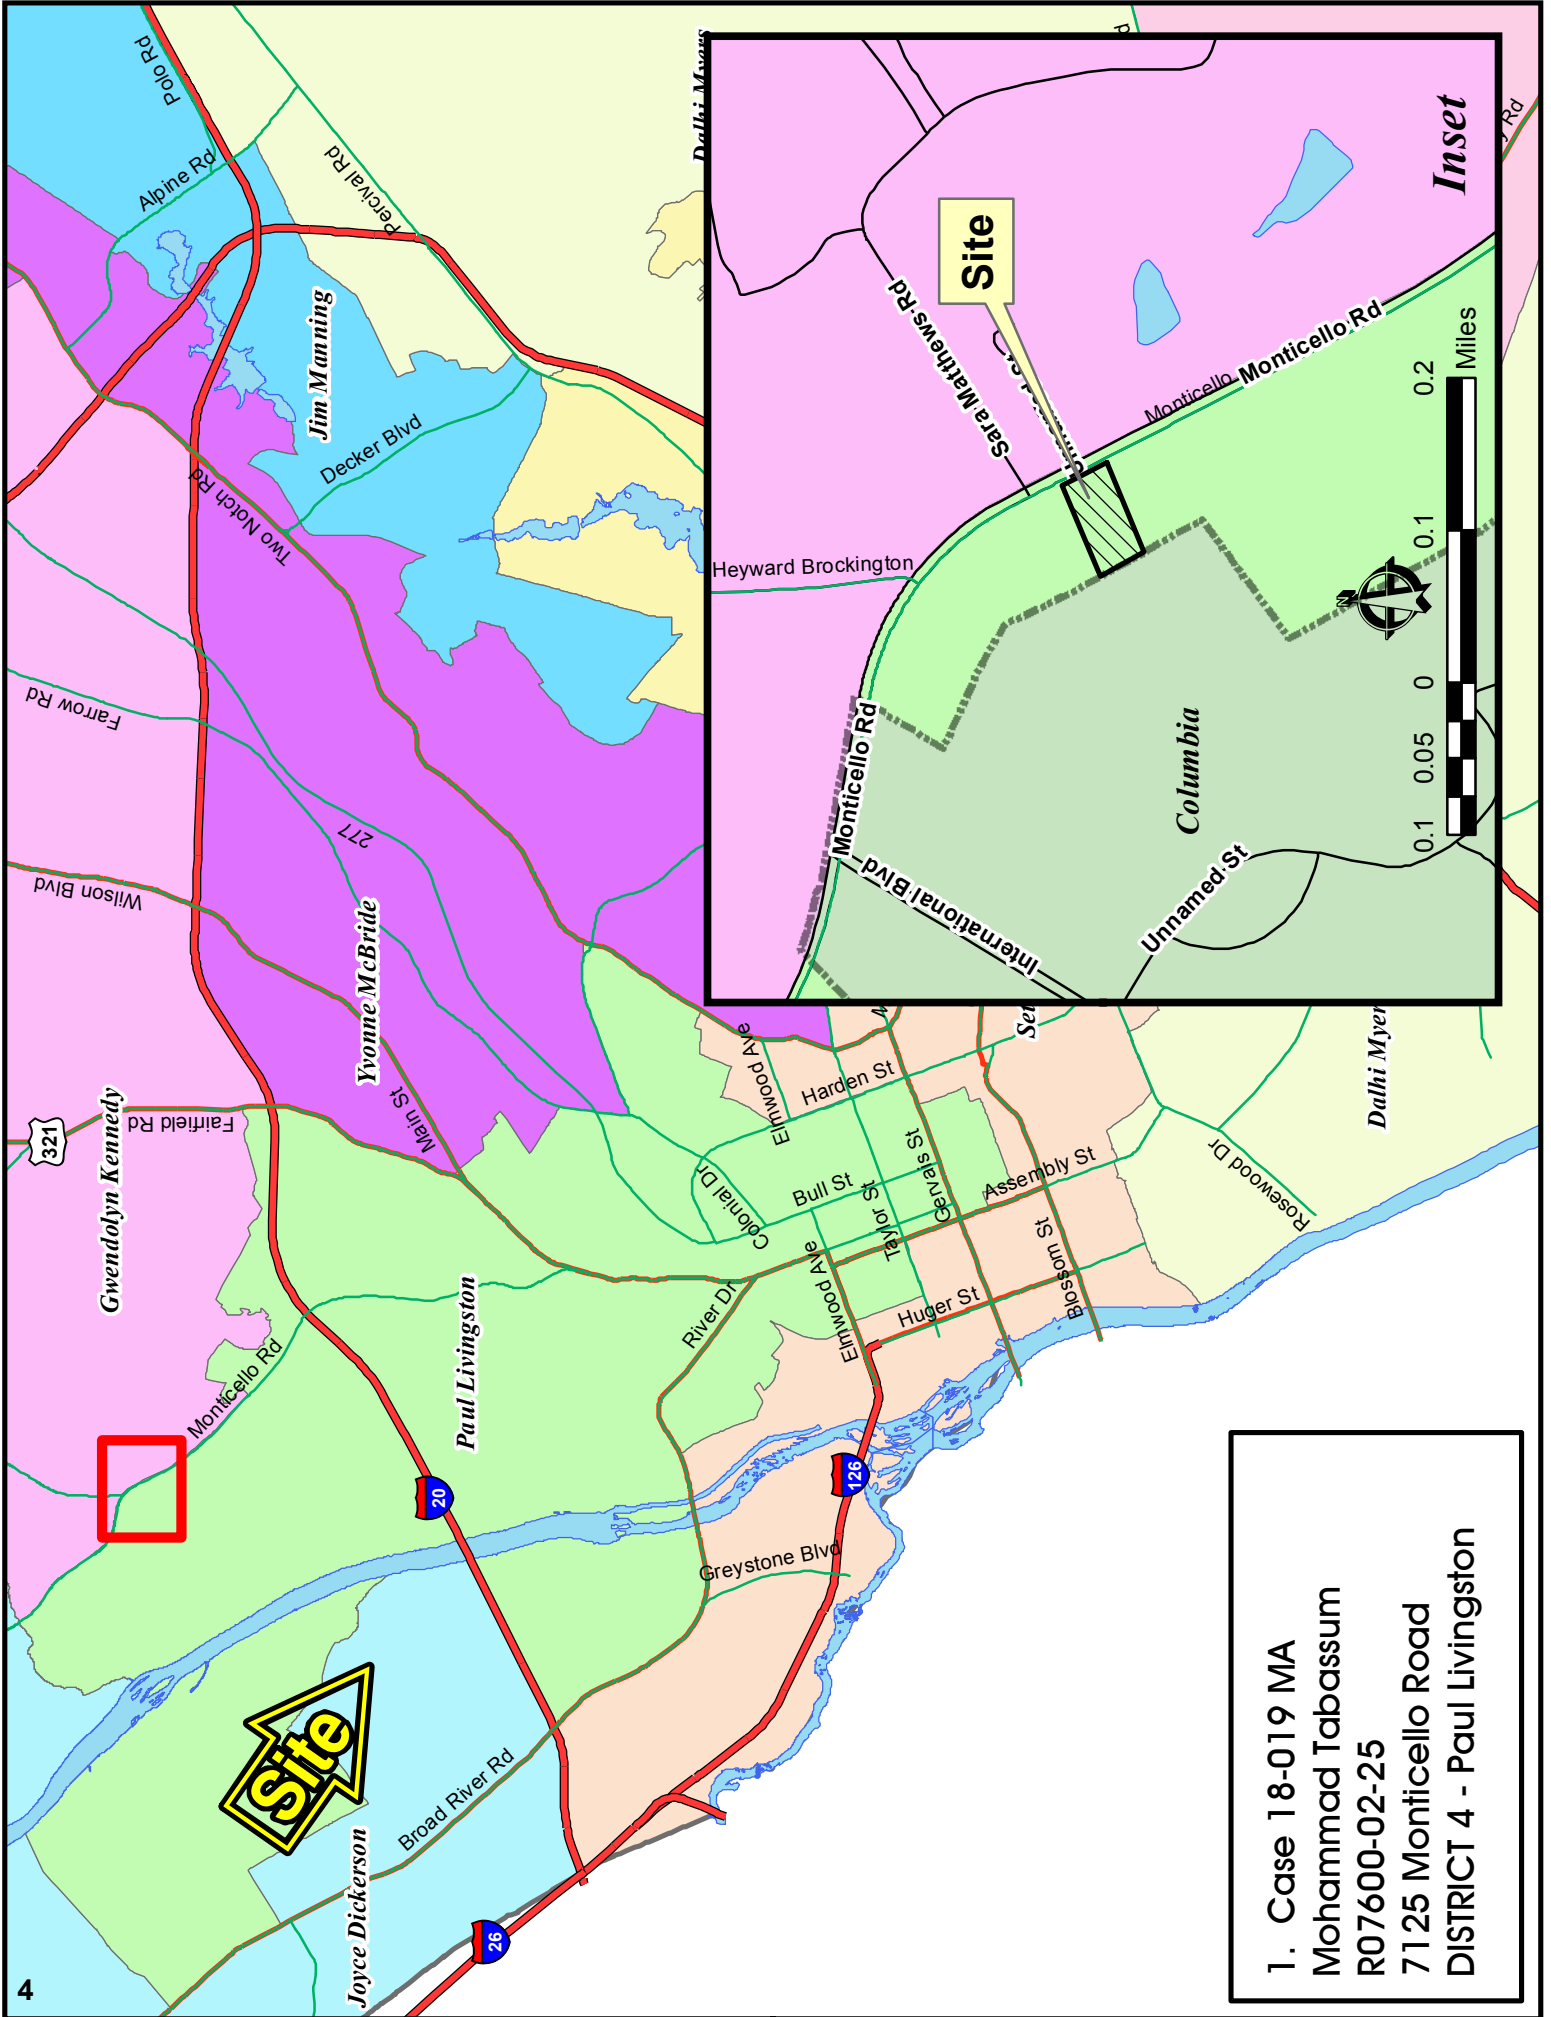 4
Polo Rd
Alpine Rd
Percival Rd
Dalhi Myers
Jim Manning
Decker Blvd
Two Notch Rd
Farrow Rd
277
Wilson Blvd
Yvonne McBride
Main St
Fairfield Rd
321
Gwendolyn Kennedy
Monticello Rd
Paul Livingston
20
River Dr
Colonial Dr
Elmwood Ave
Elmwood Ave
Harden St
Bull St
Taylor St
Gervais St
Assembly St
Blossom St
Huger St
Elmwood Ave
126
Greystone Blvd
Rosewood Dr
Dalhi Myer
Broad River Rd
Joyce Dickerson
26
Site
Inset
Site
Sara Matthews Rd
Monticello Rd
Monticello
Heyward Brockington
Monticello Rd
International Blvd
Unnamed St
Columbia
N
0.1 0.05 0 0.1 0.2
Miles
1. Case 18-019 MA
Mohammad Tabassum
R07600-02-25
7125 Monticello Road
DISTRICT 4 - Paul Livingston